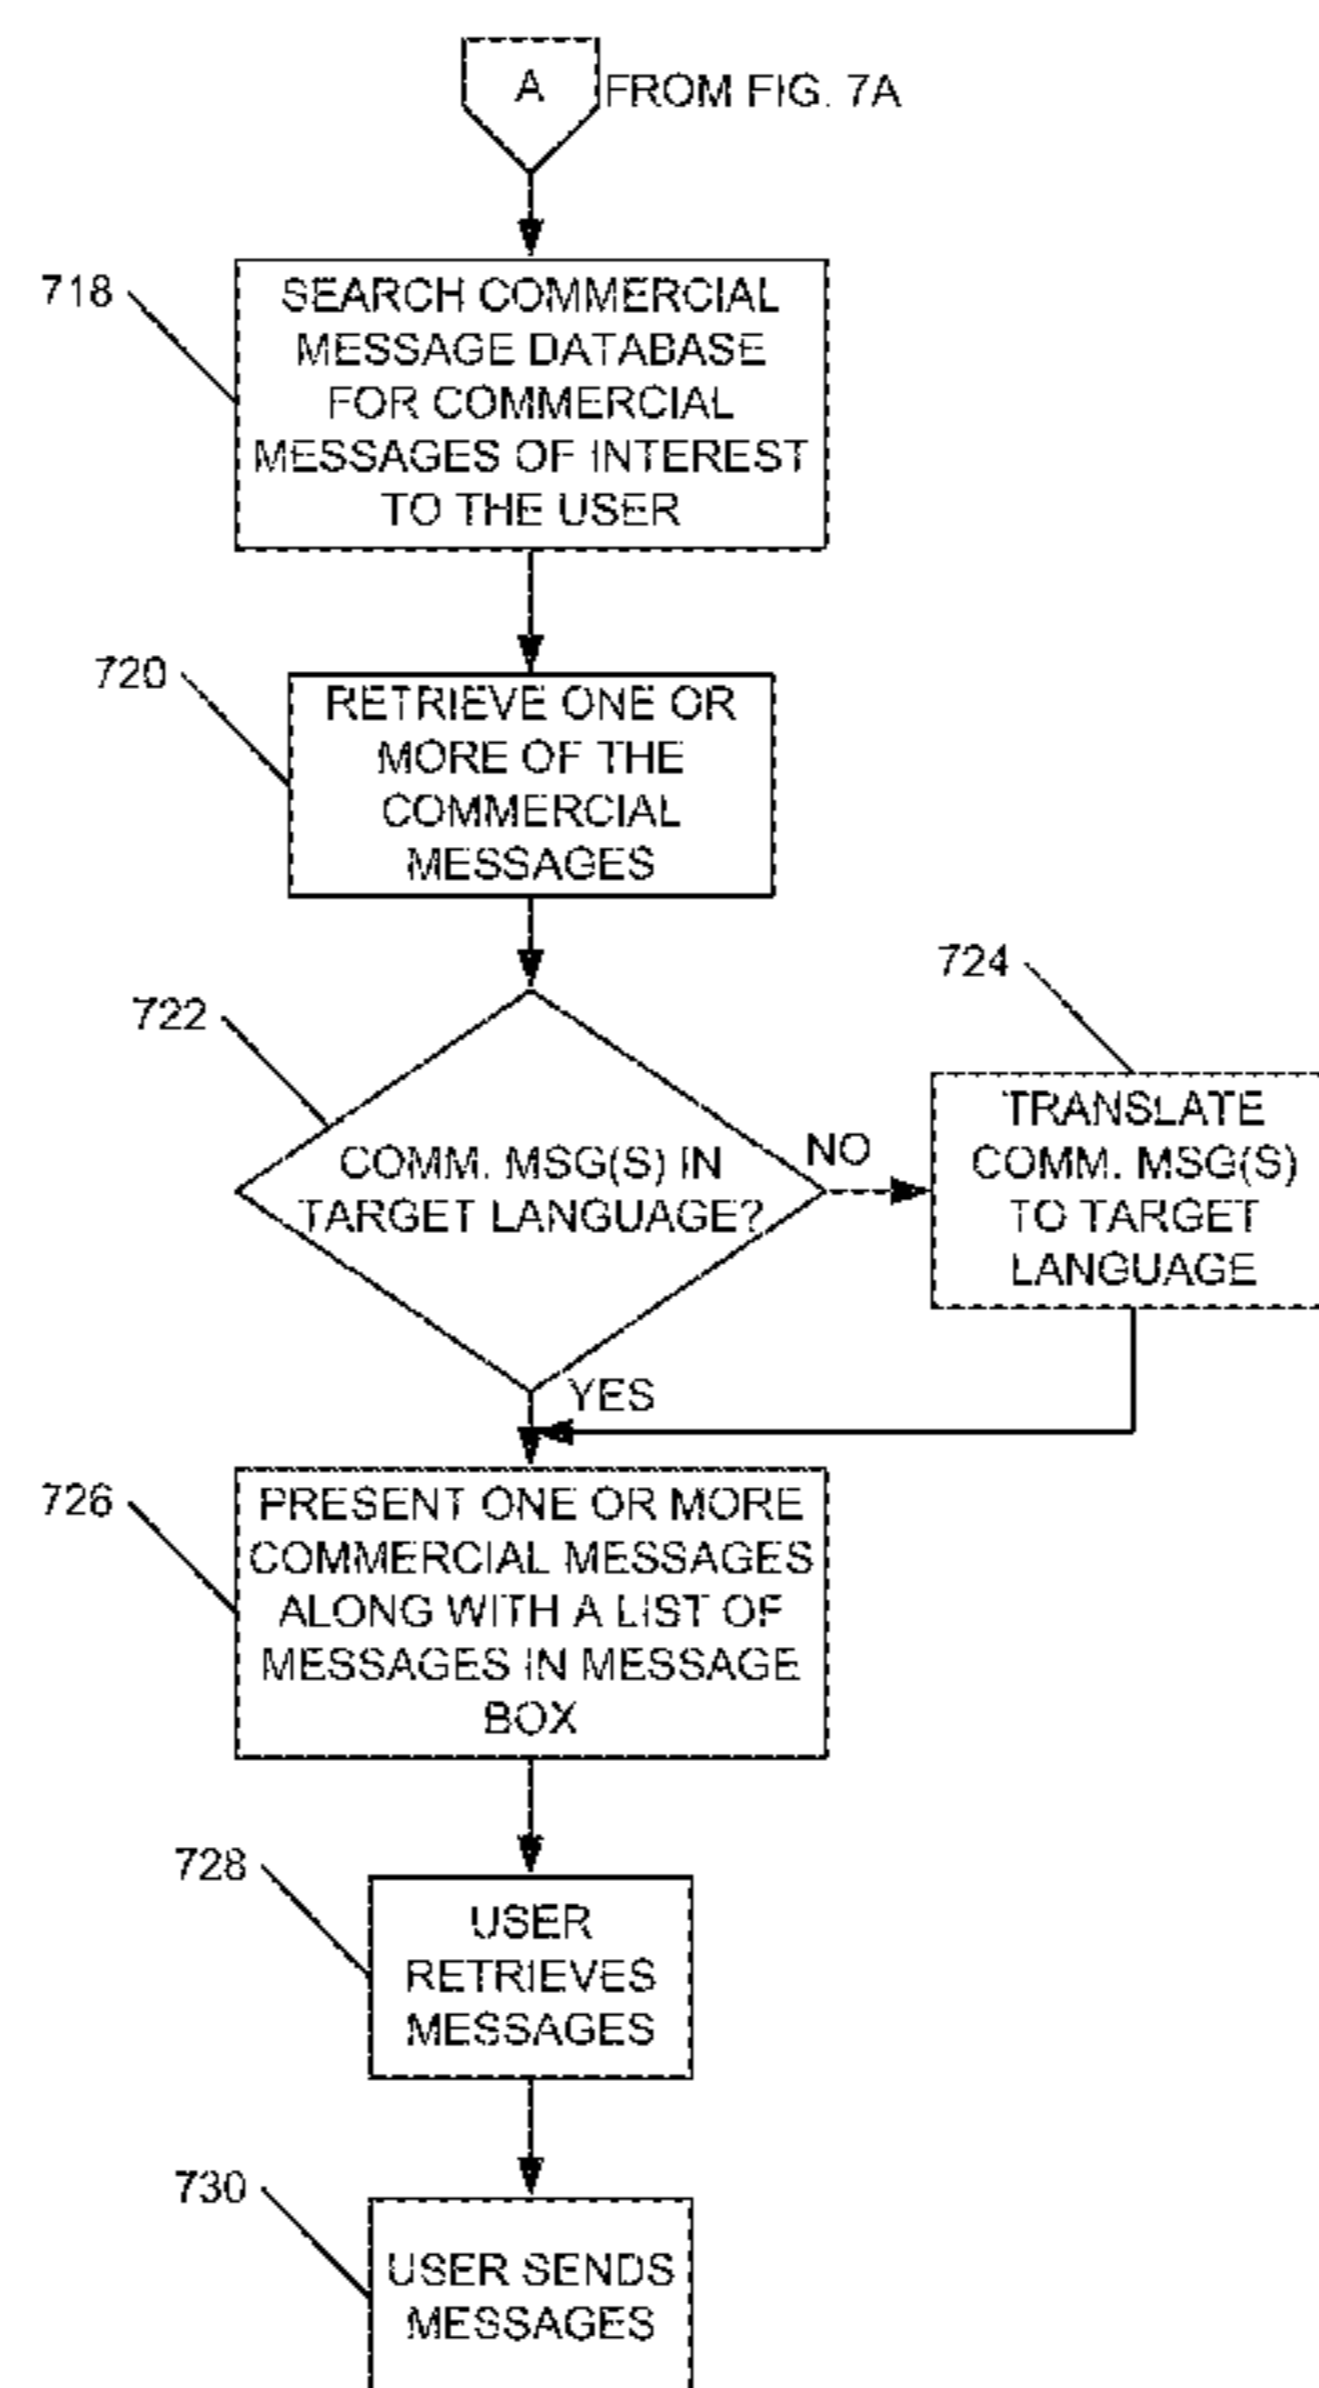 A
FROM FIG. 7A
718
SEARCH COMMERCIAL
MESSAGE DATABASE
FOR COMMERCIAL
MESSAGES OF INTEREST
TO THE USER
720
RETRIEVE ONE OR
MORE OF THE
COMMERCIAL
MESSAGES
722
COMM. MSG(S) IN
TARGET LANGUAGE?
NO
724
TRANSLATE
COMM. MSG(S)
TO TARGET
LANGUAGE
YES
726
PRESENT ONE OR MORE
COMMERCIAL MESSAGES
ALONG WITH A LIST OF
MESSAGES IN MESSAGE
BOX
728
USER
RETRIEVES
MESSAGES
730
USER SENDS
MESSAGES